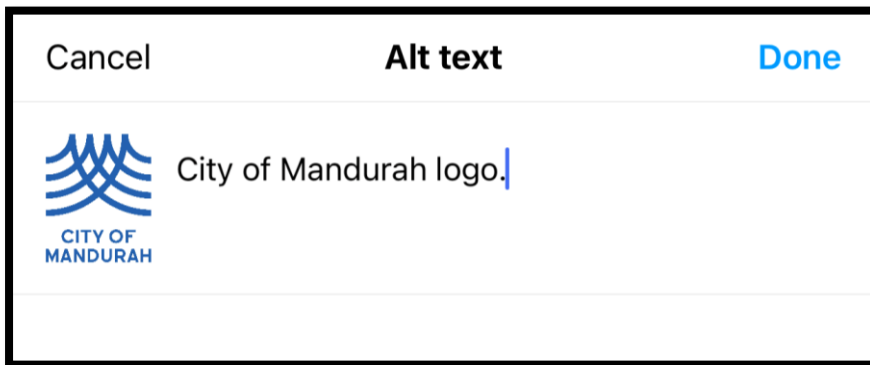 Cancel Alt text Done
City of Mandurah logo.
CITY OF
MANDURAH